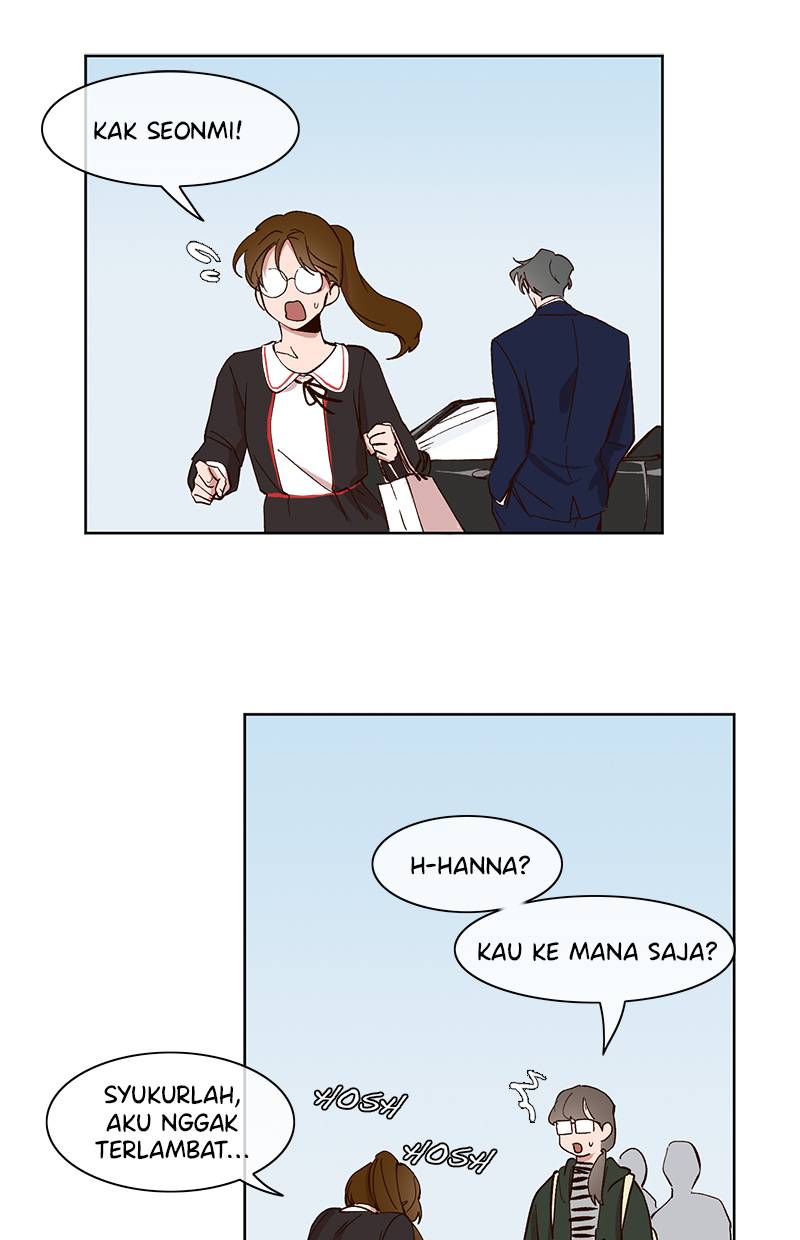 KAK SEONMI!
H-HANNA?
KAU KE MANA SAJA?
SYUKURLAH,
AKU NGGAK
TERLAMBAT...
HOSH
HOSH